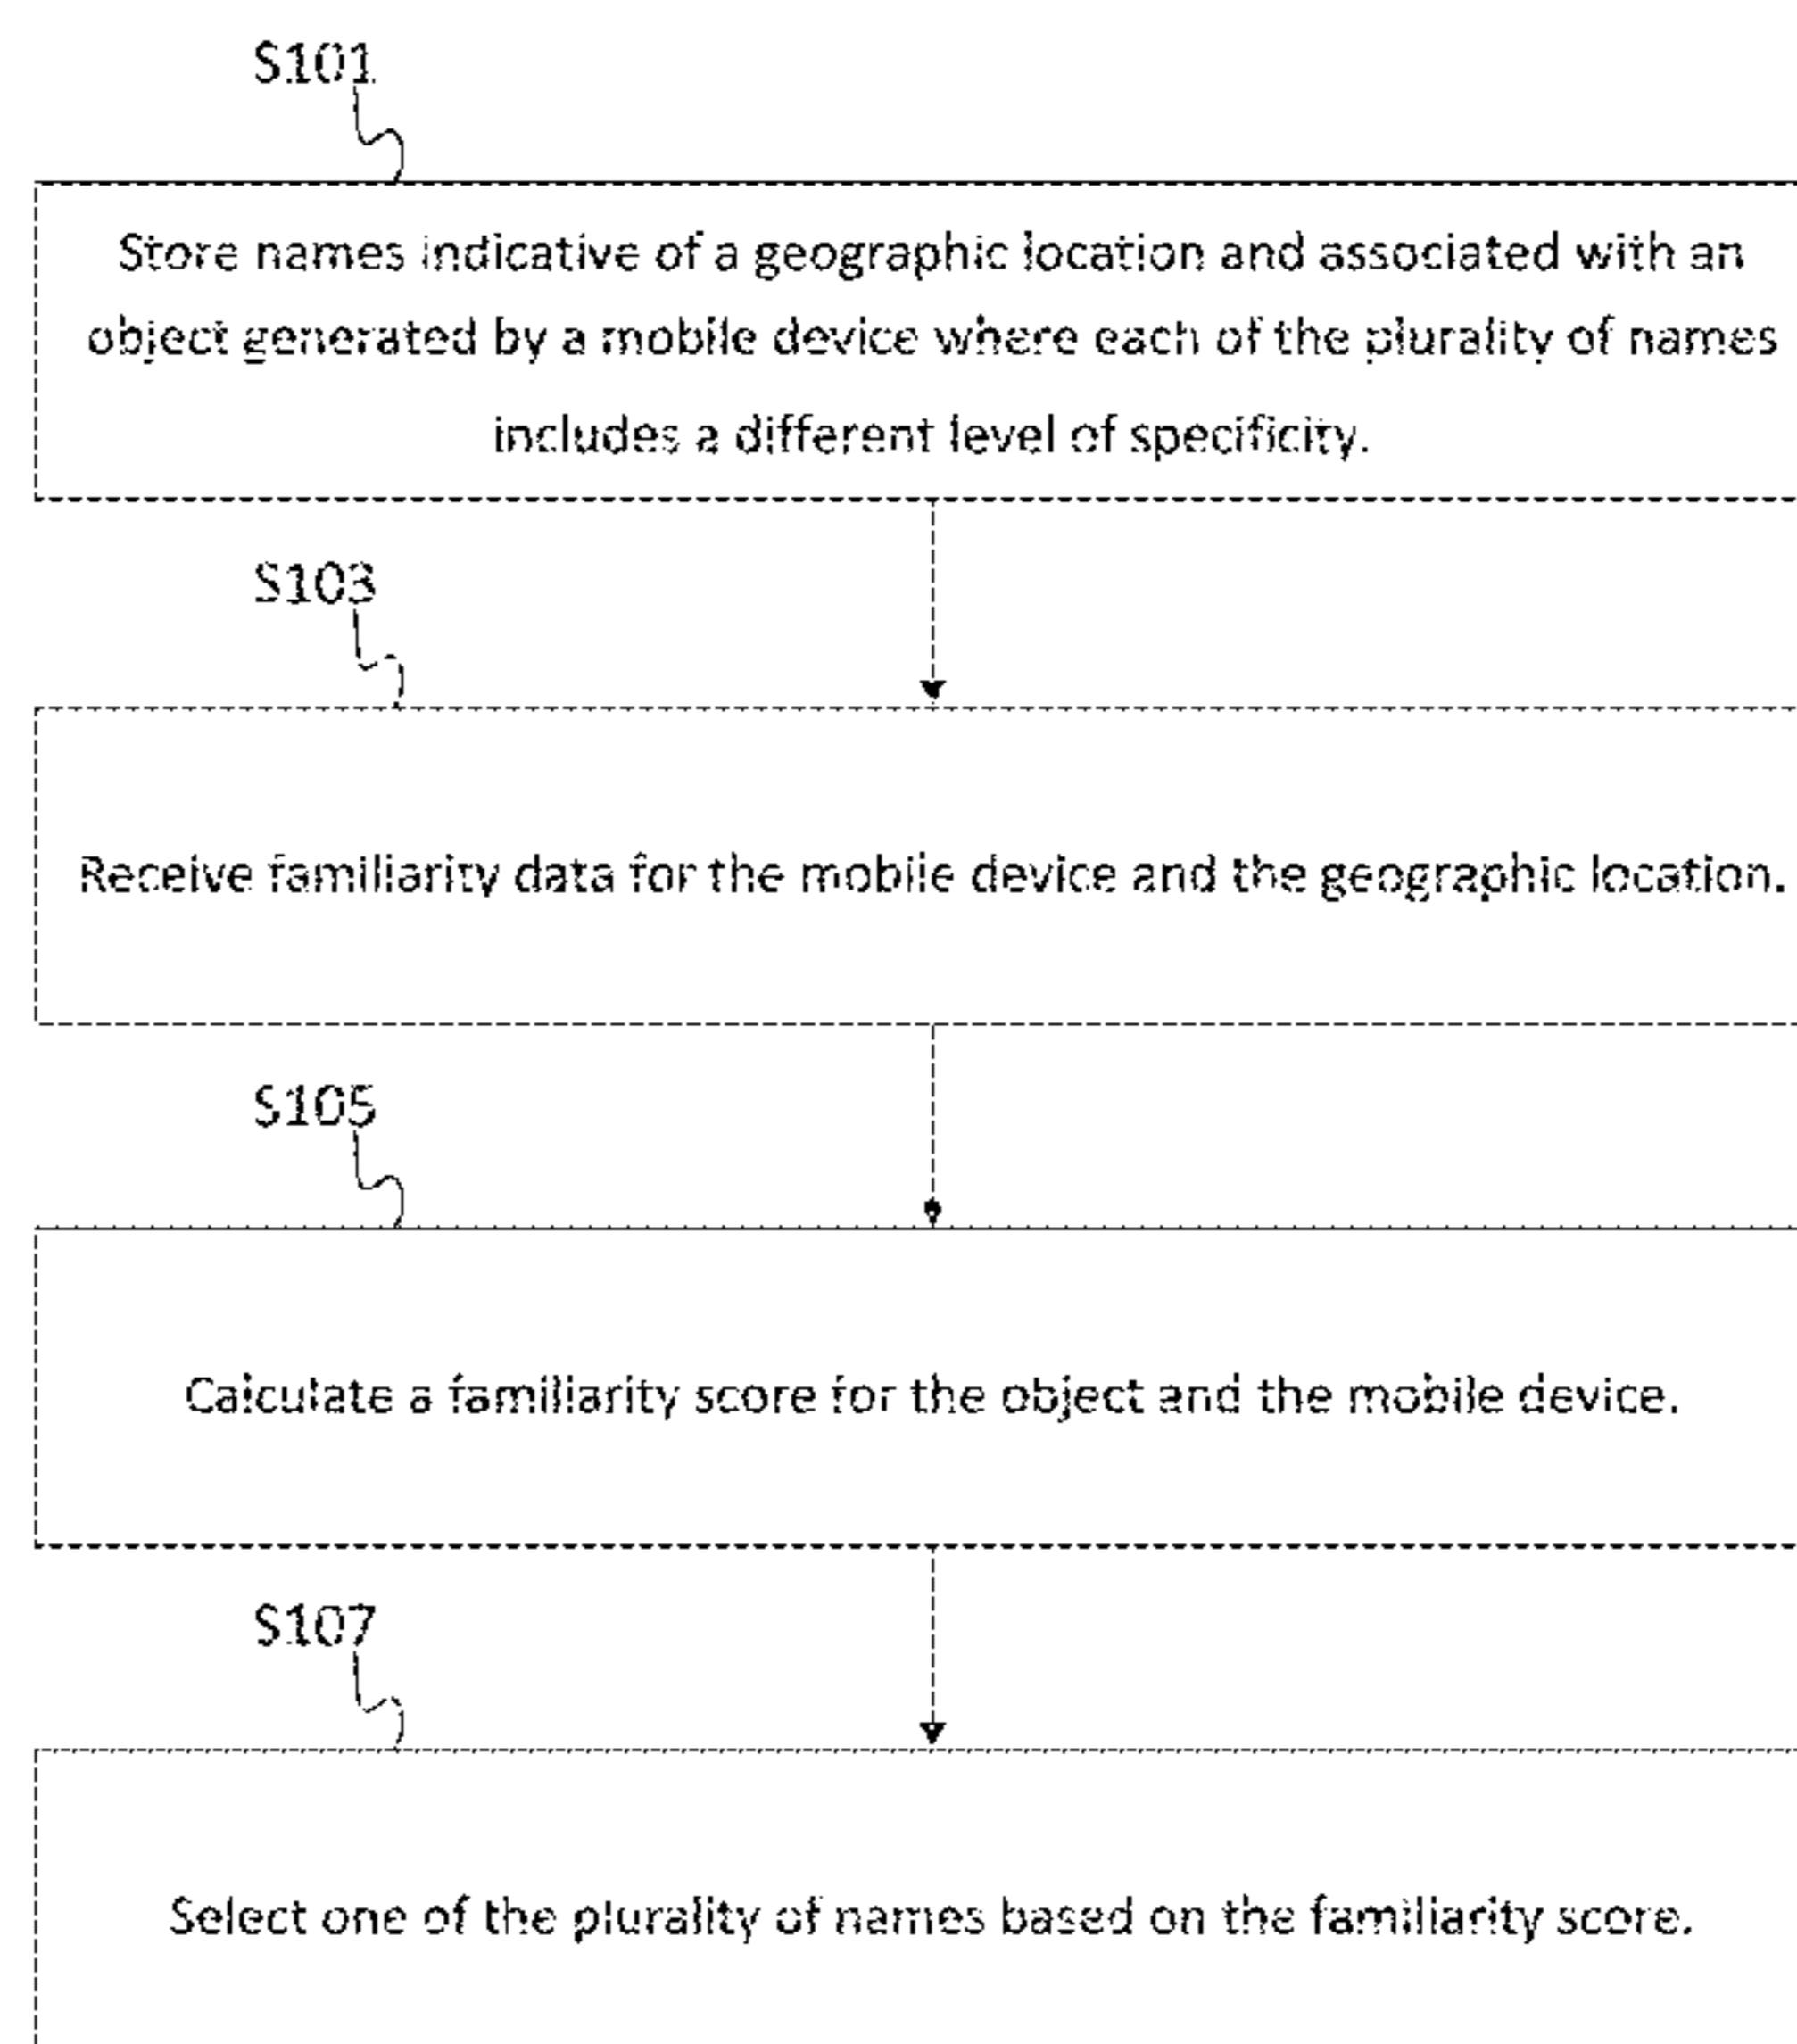 S101
Store names indicative of a geographic location and associated with an
object generated by a mobile device where each of the plurality of names
includes a different level of specificity.
S103
Receive familiarity data for the mobile device and the geographic location.
S105
Calculate a familiarity score for the object and the mobile device.
S107
Select one of the plurality of names based on the familiarity score.